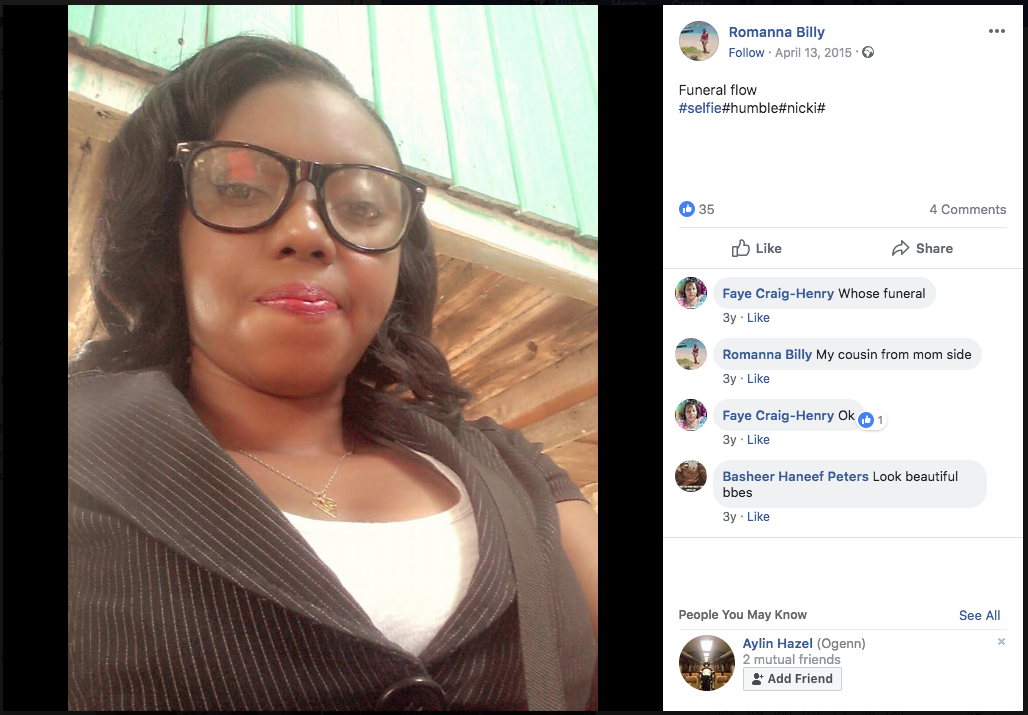 Romanna Billy
Follow · April 13, 2015 ·
Funeral flow
#selfie#humble#nicki#
35
4 Comments
Like
Share
Faye Craig-Henry Whose funeral
3y · Like
Romanna Billy My cousin from mom side
3y · Like
Faye Craig-Henry Ok
1
3y · Like
Basheer Haneef Peters Look beautiful
bbes
3y · Like
People You May Know
See All
Aylin Hazel (Ogenn)
2 mutual friends
Add Friend